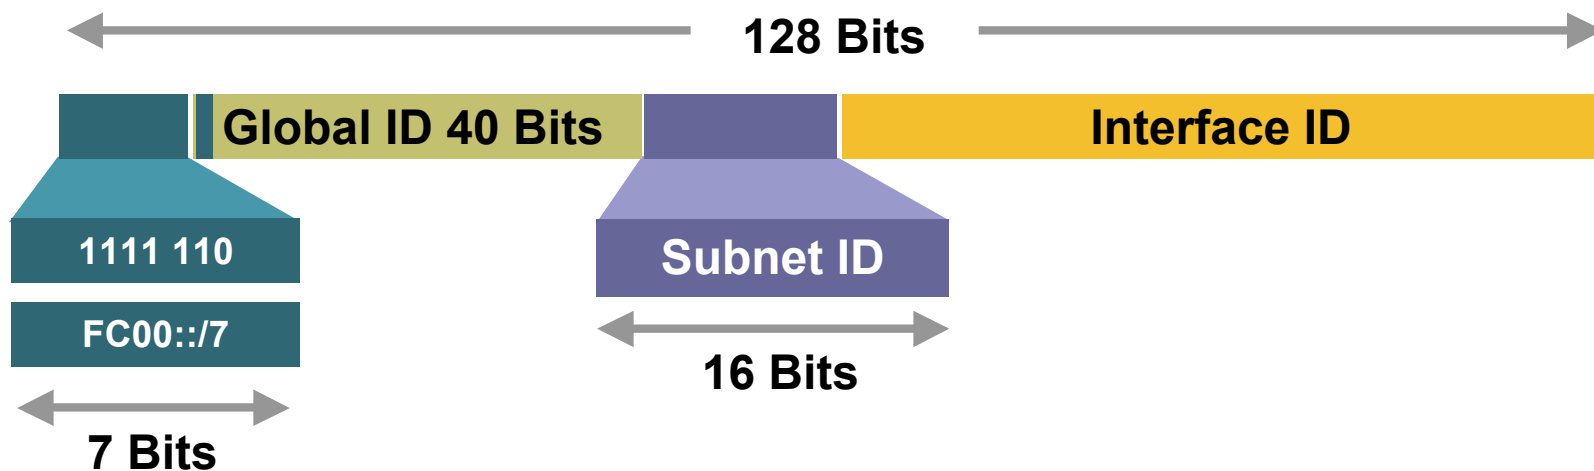 128 Bits
Global ID 40 Bits
Interface ID
1111 110
Subnet ID
FC00::/7
16 Bits
7 Bits